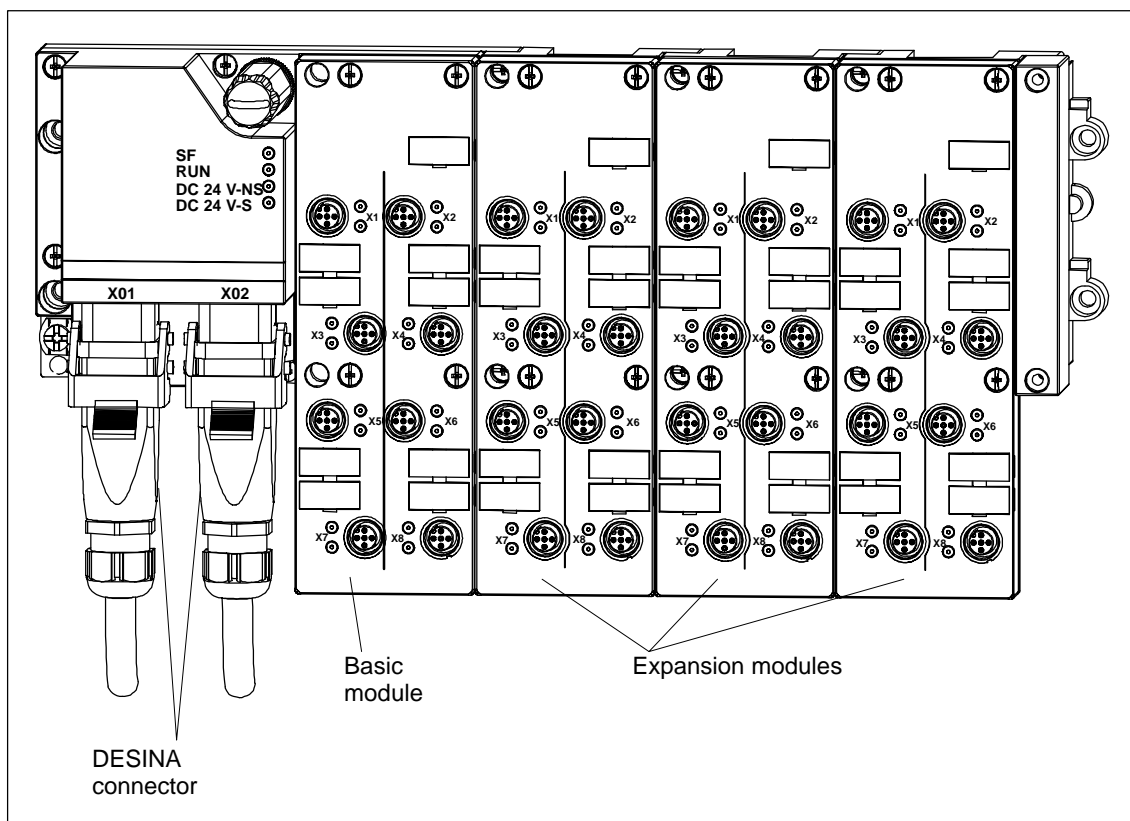 SF
RUN
DC 24 V-NS
DC 24 V-S
X01 X02
X1 X2 X1 X2 X1 X2 X1 X2
X3 X4 X3 X4 X3 X4 X3 X4
X5 X6 X5 X6 X5 X6 X5 X6
X7 X8 X7 X8 X7 X8 X7 X8
Basic
module
Expansion modules
DESINA
connector